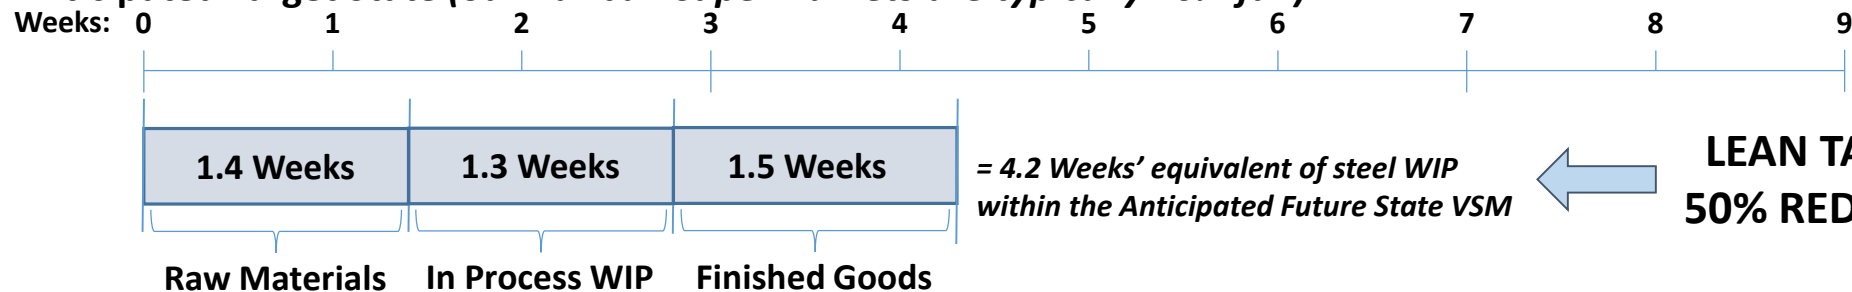 Weeks: 0 1 2 3 4 5 6 7 8 9
1.4 Weeks 1.3 Weeks 1.5 Weeks
= 4.2 Weeks’ equivalent of steel WIP
within the Anticipated Future State VSM
LEAN TA
50% RED
Raw Materials In Process WIP Finished Goods